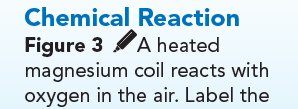 Chemical Reaction
Figure 3 A heated
magnesium coil reacts with
oxygen in the air. Label the